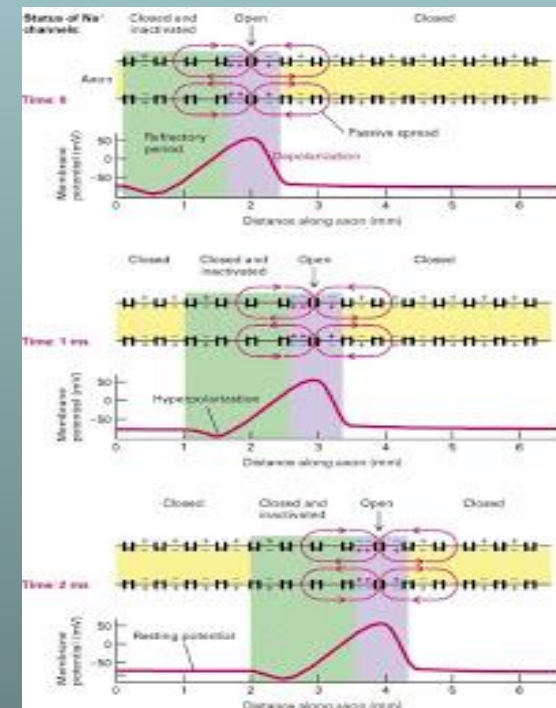 Status of Na⁺ channels:
Closed and inactivated
Open
Closed
Axon
Time: 0
Passive spread
Refractory period
Depolarization
Membrane potential (mV)
50
0
-50
0 1 2 3 4 5 6
Distance along axon (mm)
Closed
Closed and inactivated
Open
Closed
Time: 1 ms
Membrane potential (mV)
50
0
-50
Hyperpolarization
0 1 2 3 4 5 6
Distance along axon (mm)
Closed
Closed and inactivated
Open
Closed
Time: 2 ms
Membrane potential (mV)
50
0
-50
Resting potential
0 1 2 3 4 5 6
Distance along axon (mm)